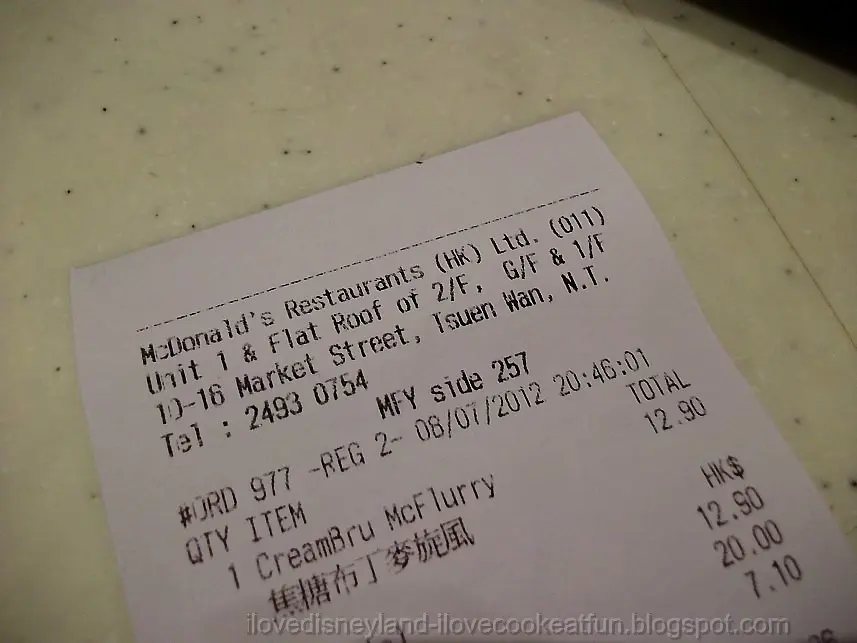 McDonald's Restaurants (HK) Ltd. (011)
Unit 1 & Flat Roof of 2/F, G/F & 1/F
10-16 Market Street, Tsuen Wan, N.T.
Tel : 2493 0754
MFY side 257
#ORD 977 -REG 2- 08/07/2012 20:46:01
QTY ITEM TOTAL
1 CreamBru McFlurry 12.90
焦糖布丁麥旋風
HK$
12.90
20.00
7.10
ilovedisneyland-ilovecookeatfun.blogspot.com